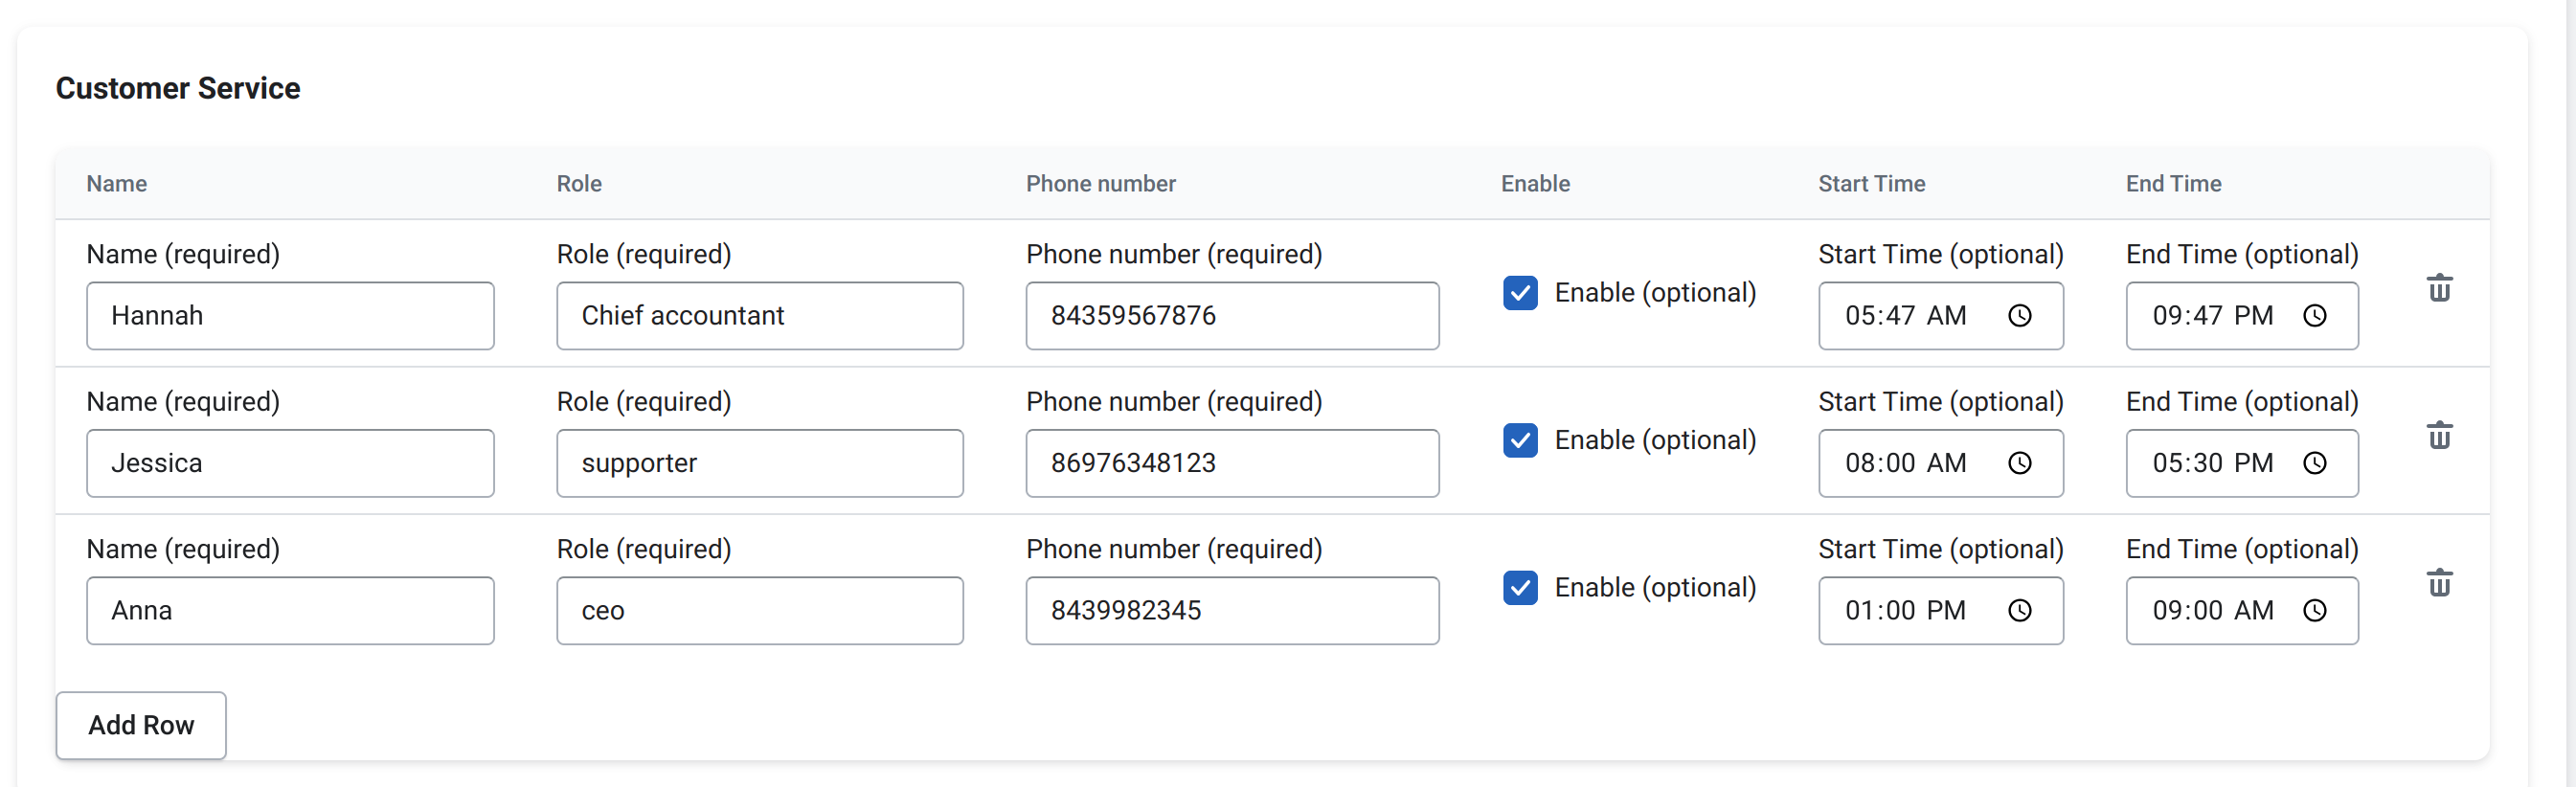 Customer Service
Name Role Phone number Enable Start Time End Time
Name (required) Role (required) Phone number (required) Enable (optional) Start Time (optional) End Time (optional)
Hannah Chief accountant 84359567876 05:47 AM 09:47 PM
Name (required) Role (required) Phone number (required) Enable (optional) Start Time (optional) End Time (optional)
Jessica supporter 86976348123 08:00 AM 05:30 PM
Name (required) Role (required) Phone number (required) Enable (optional) Start Time (optional) End Time (optional)
Anna ceo 8439982345 01:00 PM 09:00 AM
Add Row